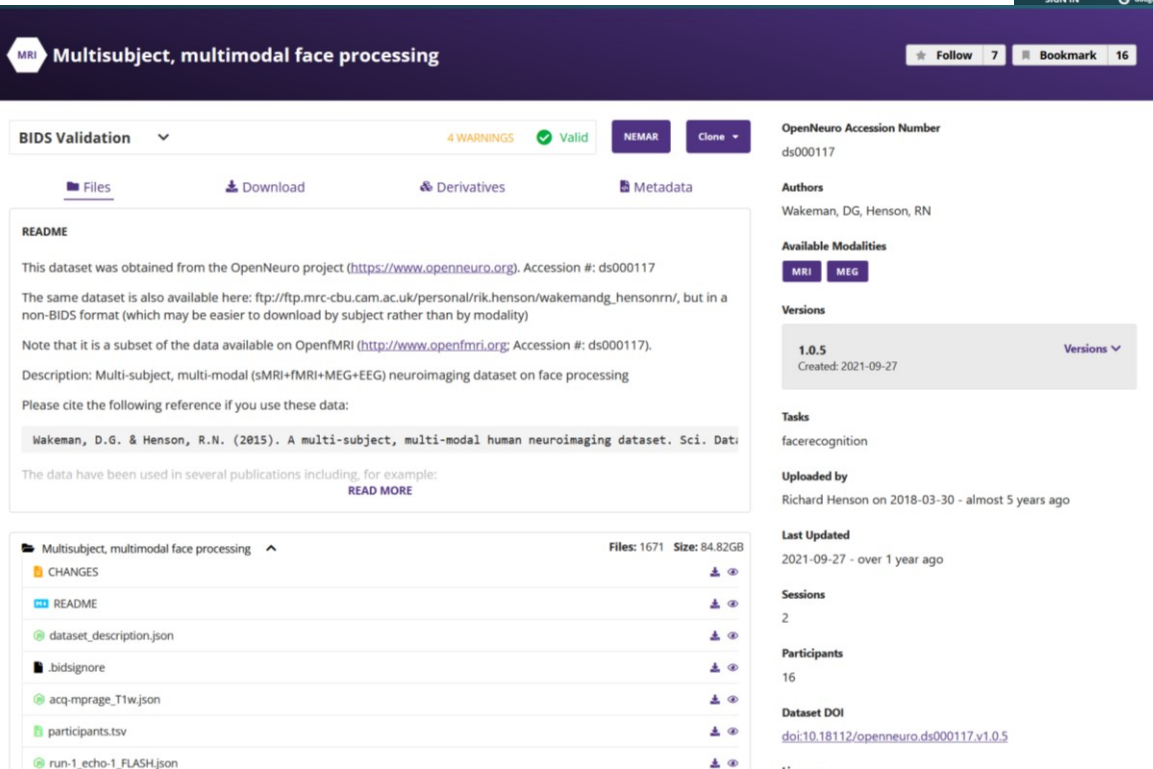 SIGN IN
MRI Multisubject, multimodal face processing
Follow 7 Bookmark 16
BIDS Validation 4 WARNINGS Valid NEMAR Clone
Files Download Derivatives Metadata
README
This dataset was obtained from the OpenNeuro project (https://www.openneuro.org). Accession #: ds000117
The same dataset is also available here: ftp://ftp.mrc-cbu.cam.ac.uk/personal/rik.henson/wakemandg_hensonrn/, but in a
non-BIDS format (which may be easier to download by subject rather than by modality)
Note that it is a subset of the data available on OpenfMRI (http://www.openfmri.org; Accession #: ds000117).
Description: Multi-subject, multi-modal (sMRI+fMRI+MEG+EEG) neuroimaging dataset on face processing
Please cite the following reference if you use these data:
Wakeman, D.G. & Henson, R.N. (2015). A multi-subject, multi-modal human neuroimaging dataset. Sci. Data
The data have been used in several publications including, for example:
READ MORE
Multisubject, multimodal face processing Files: 1671 Size: 84.82GB
CHANGES
README
dataset_description.json
.bidsignore
acq-mprage_T1w.json
participants.tsv
run-1_echo-1_FLASH.json
OpenNeuro Accession Number
ds000117
Authors
Wakeman, DG, Henson, RN
Available Modalities
MRI MEG
Versions
1.0.5 Versions
Created: 2021-09-27
Tasks
facerecognition
Uploaded by
Richard Henson on 2018-03-30 - almost 5 years ago
Last Updated
2021-09-27 - over 1 year ago
Sessions
2
Participants
16
Dataset DOI
doi:10.18112/openneuro.ds000117.v1.0.5